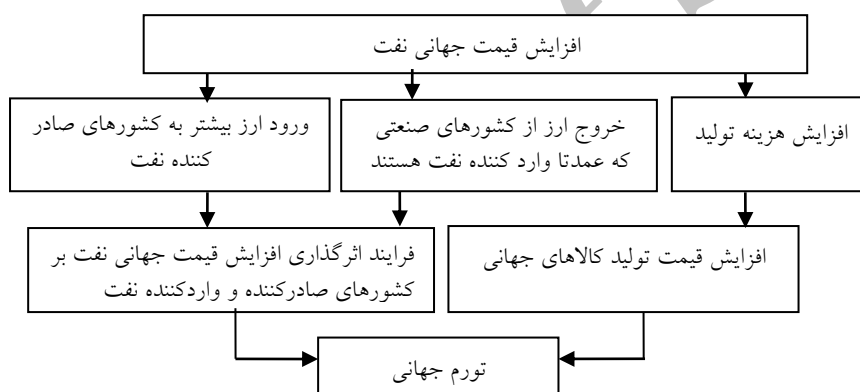 افزایش قیمت جهانی نفت
افزایش هزینه تولید
خروج ارز از کشورهای صنعتی
که عمدتا وارد کننده نفت هستند
ورود ارز بیشتر به کشورهای صادر
کننده نفت
افزایش قیمت تولید کالاهای جهانی
فرایند اثرگذاری افزایش قیمت جهانی نفت بر
کشورهای صادرکننده و واردکننده نفت
تورم جهانی